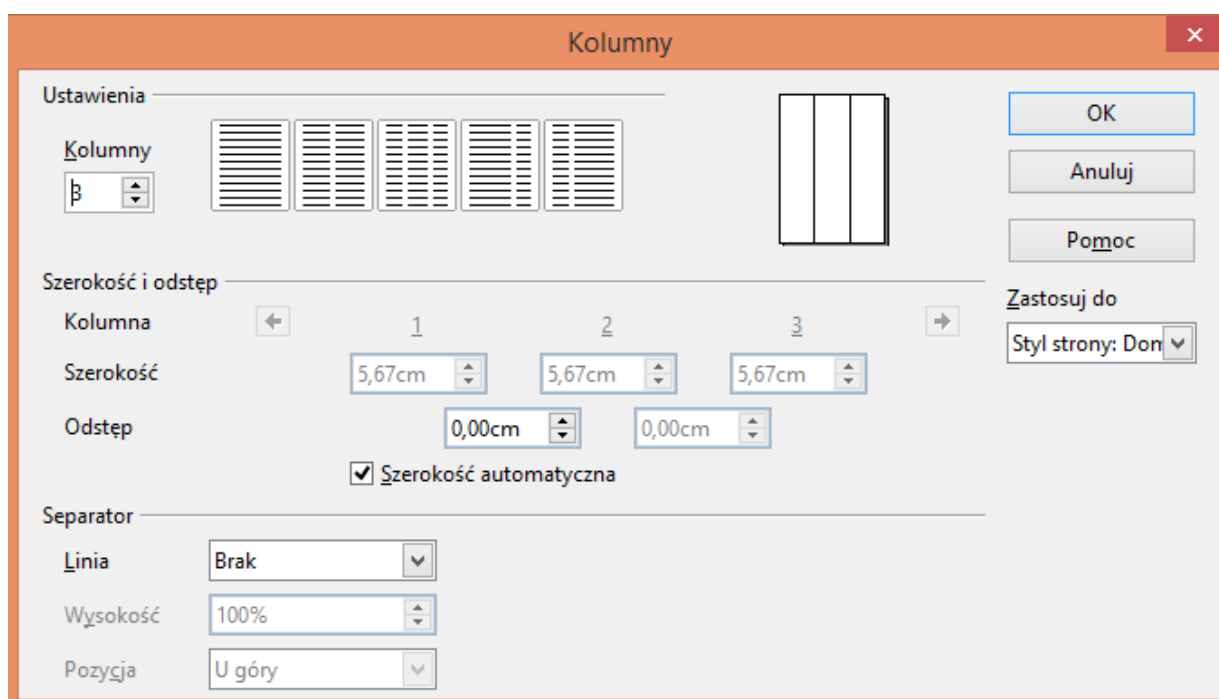 Kolumny
Ustawienia
OK
Kolumny
3
Anuluj
Pomoc
Szerokość i odstęp
Zastosuj do
Kolumna 1 2 3
Styl strony: Dom
Szerokość 5,67cm 5,67cm 5,67cm
Odstęp 0,00cm 0,00cm
Szerokość automatyczna
Separator
Linia Brak
Wysokość 100%
Pozycja U góry